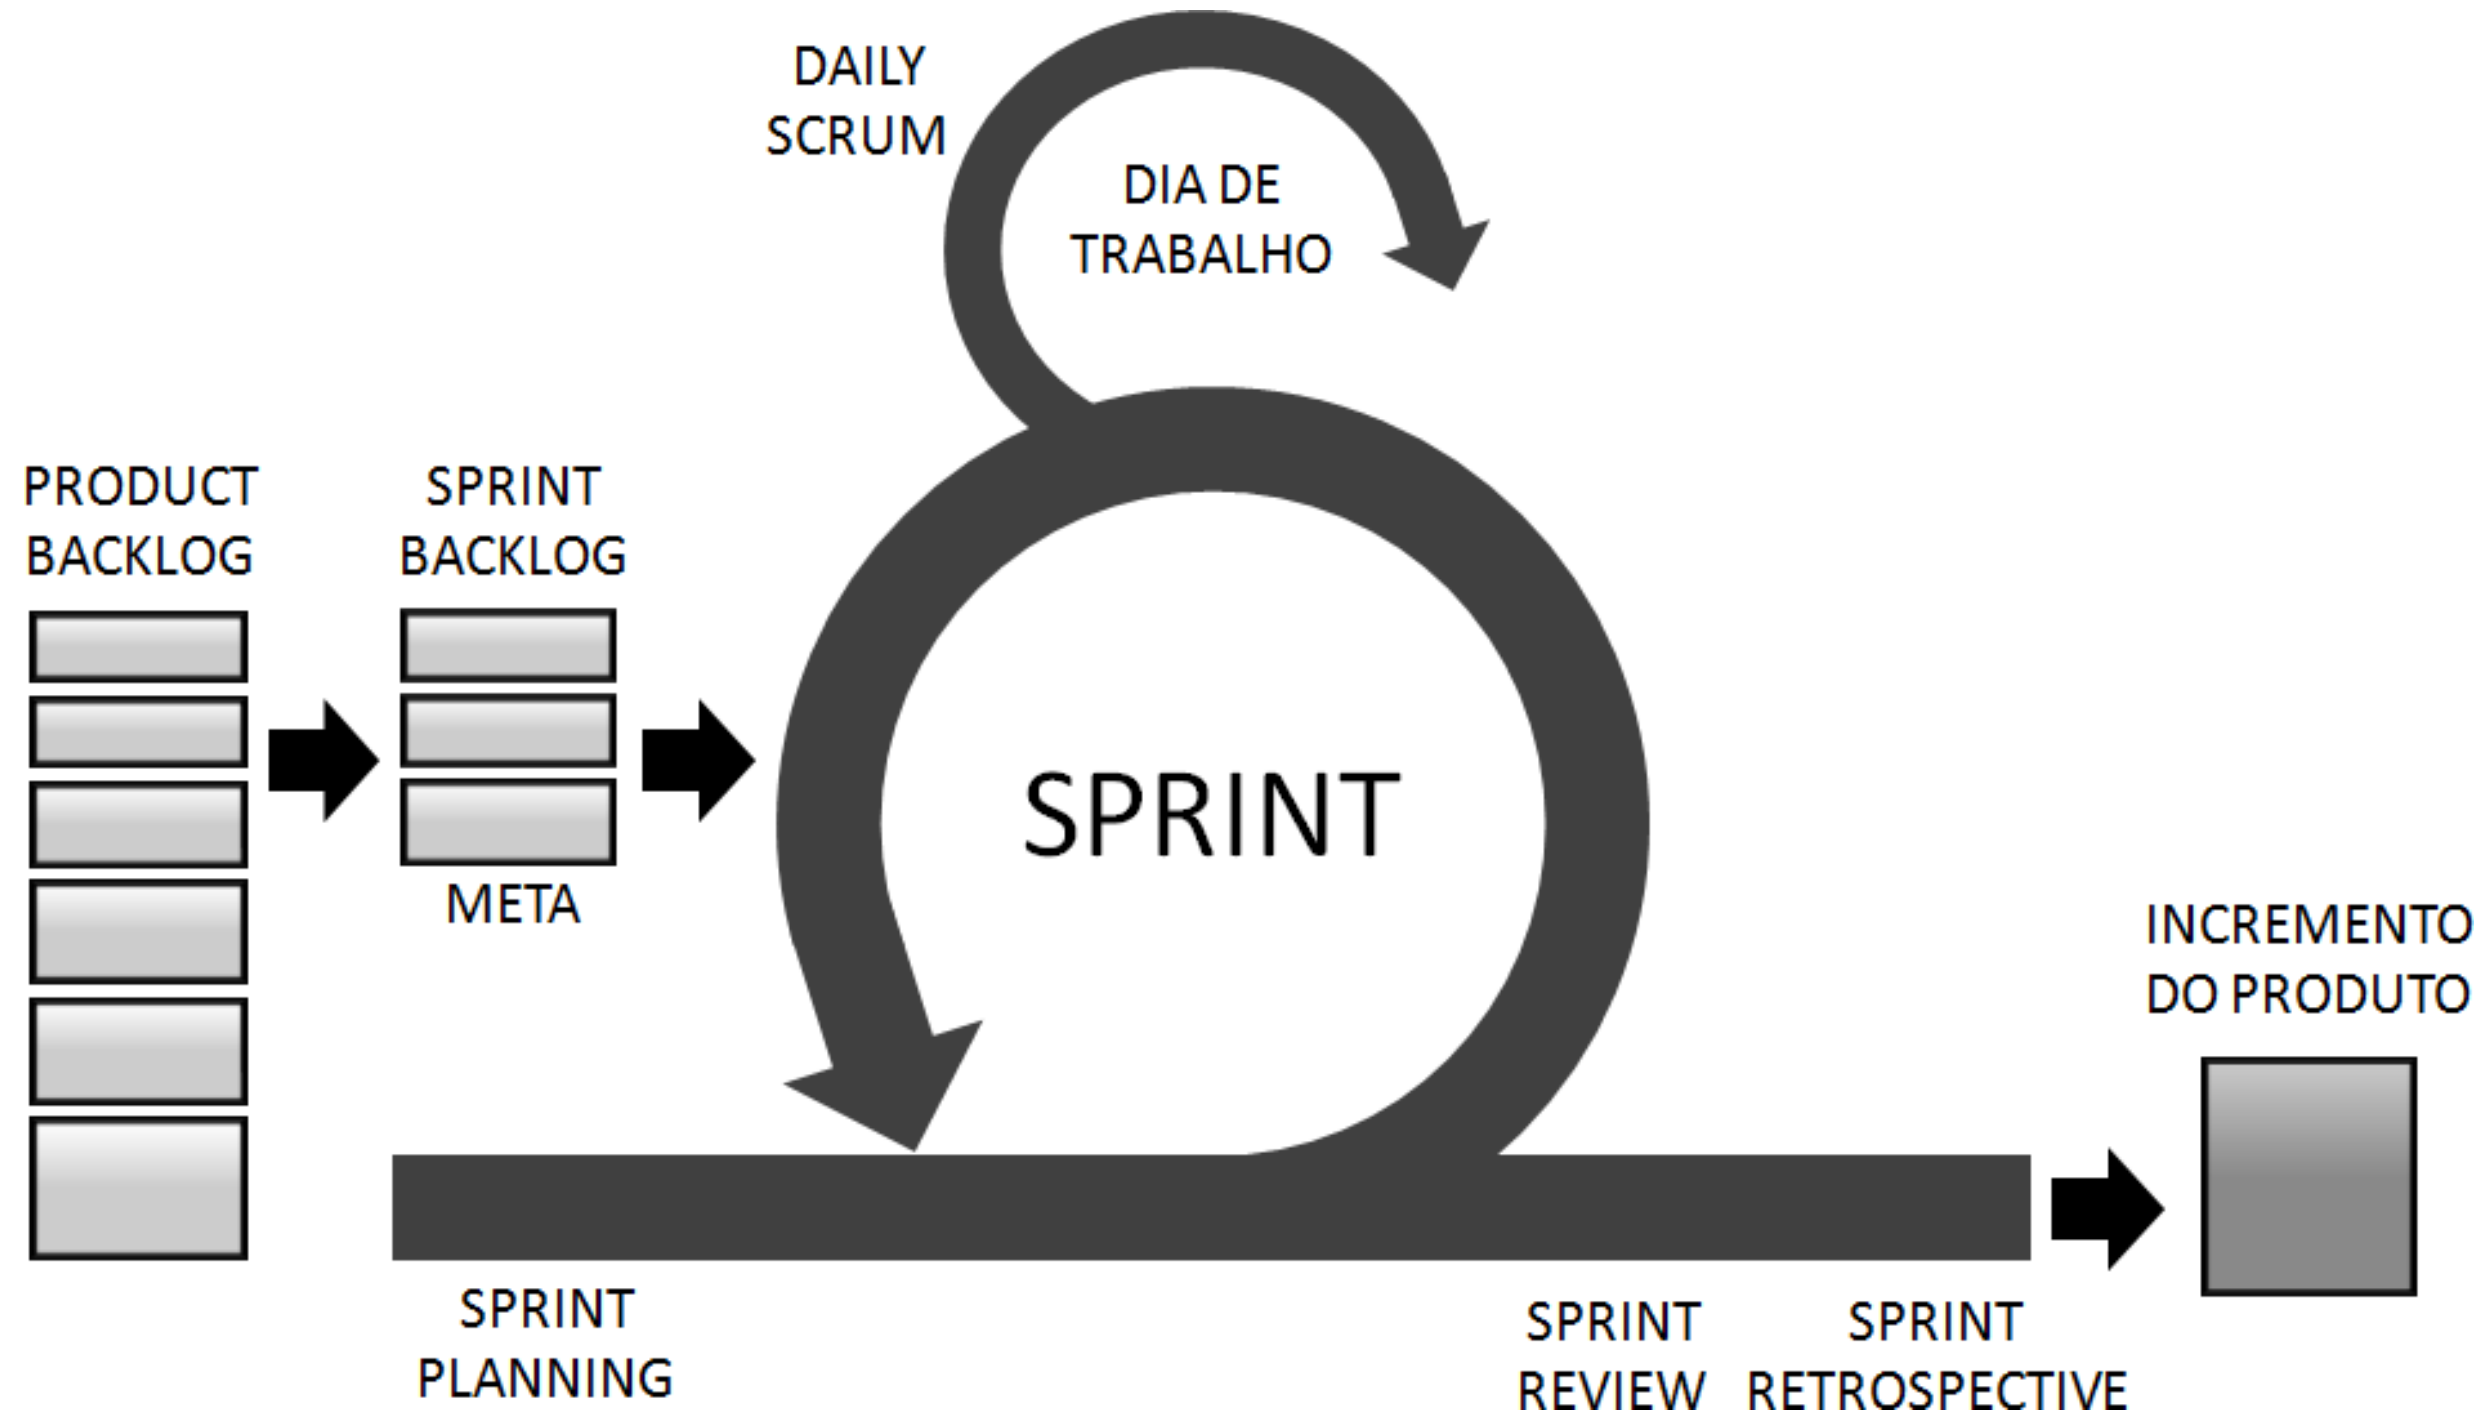 DAILY
SCRUM
DIA DE
TRABALHO
PRODUCT
BACKLOG
SPRINT
BACKLOG
META
SPRINT
INCREMENTO
DO PRODUTO
SPRINT
PLANNING
SPRINT
REVIEW
SPRINT
RETROSPECTIVE